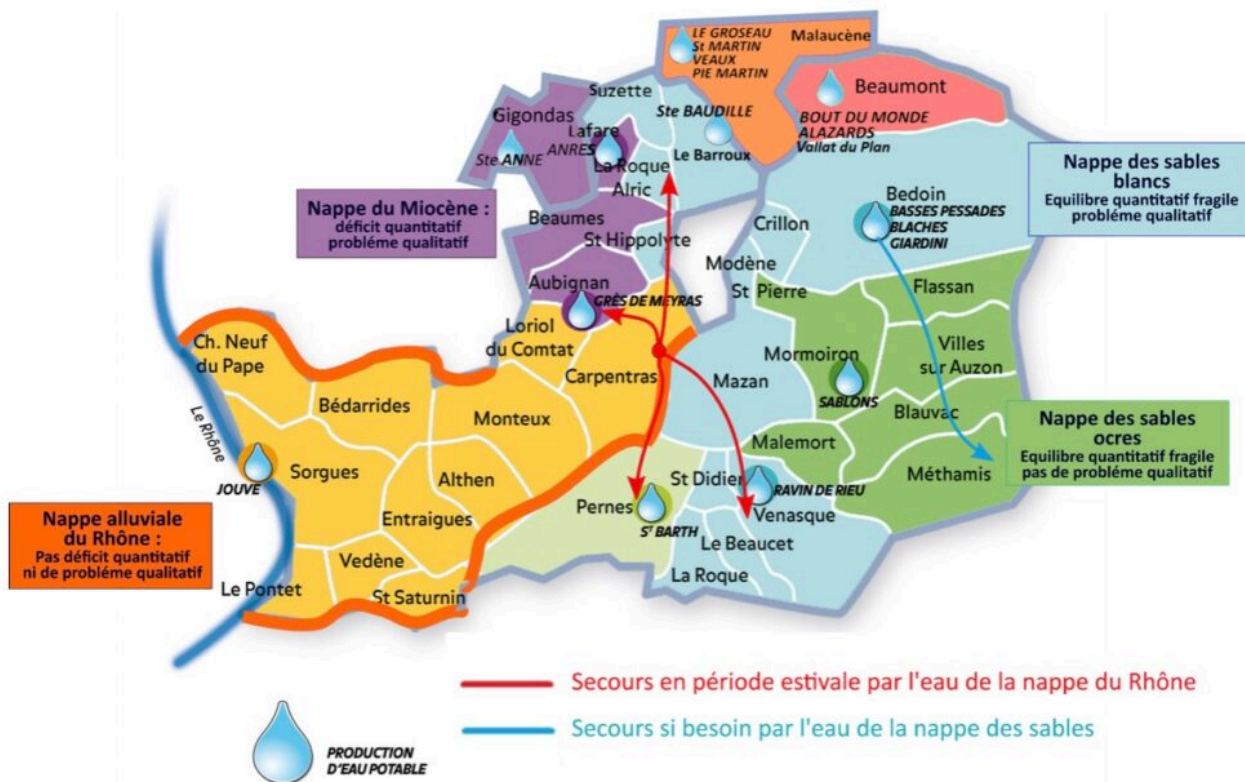 LE GROSEAU
St MARTIN
VEAUX
PIE MARTIN
Malaucène
Beaumont
BOUT DU MONDE
ALAZARDS
Vallat du Plan
Suzette
Ste BAUDILLE
Le Barroux
Gigondas
Ste ANNE
Lafare
ANRES
La Roque
Alric
Nappe des sables
blancs
Equilibre quantitatif fragile
probléme qualitatif
Bedoin
BASSES PESSADES
BLACHES
GIARDINI
Nappe du Miocène :
déficit quantitatif
probléme qualitatif
Beaumes
St Hippolyte
Crillon
Modène
St Pierre
Aubignan
GRÈS DE MEYRAS
Flassan
Loriol
du Comtat
Ch. Neuf
du Pape
Carpentras
Mazan
Mormoiron
SABLONS
Villes
sur Auzon
Bédarrides
Monteux
Blauvac
Nappe des sables
ocres
Equilibre quantitatif fragile
pas de probléme qualitatif
Le Rhône
Malemort
Sorgues
Althen
JOUVE
Méthamis
St Didier
RAVIN DE RIEU
Venasque
Pernes
ST BARTH
Nappe alluviale
du Rhône :
Pas déficit quantitatif
ni de probléme qualitatif
Entraigues
Le Beaucet
Vedène
La Roque
Le Pontet
St Saturnin
Secours en période estivale par l'eau de la nappe du Rhône
Secours si besoin par l'eau de la nappe des sables
PRODUCTION
D'EAU POTABLE